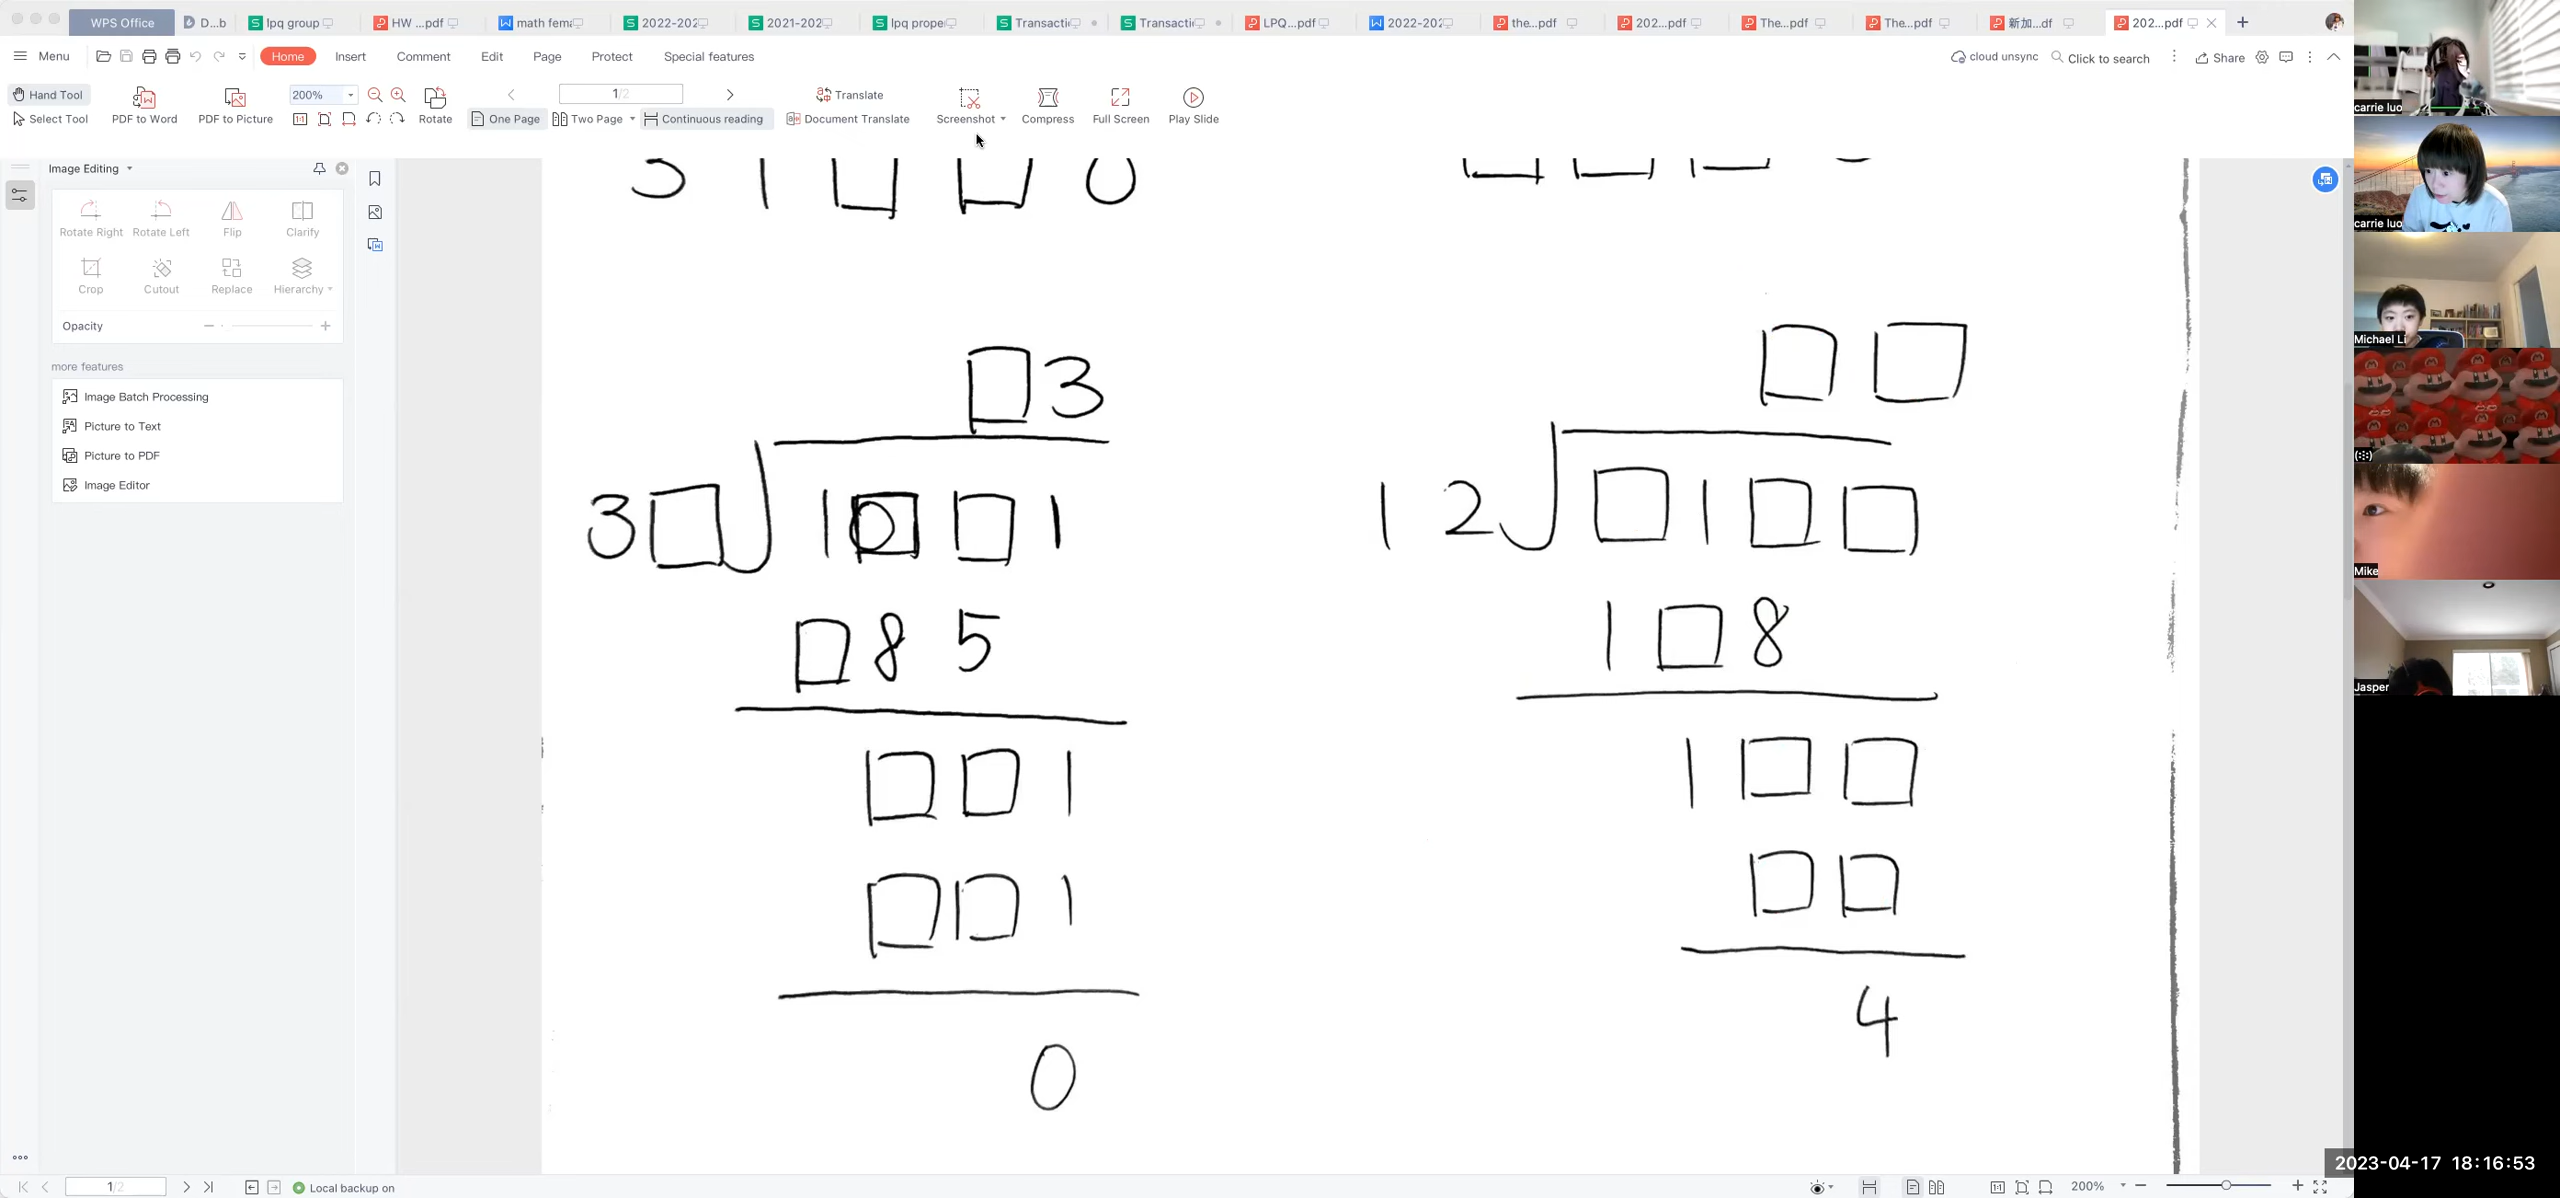 WPS Office D...b lpq group HW ...pdf math fema 2022-202 2021-202 lpq prope Transactic Transactic LPQ...pdf 2022-202 the...pdf 202...pdf The...pdf The...pdf 新加...df 202...pdf
Menu Home Insert Comment Edit Page Protect Special features cloud unsync Click to search Share
Hand Tool 200% 1/2 Translate
Select Tool PDF to Word PDF to Picture Rotate One Page Two Page Continuous reading Document Translate Screenshot Compress Full Screen Play Slide
Image Editing
Rotate Right Rotate Left Flip Clarify
Crop Cutout Replace Hierarchy
Opacity
more features
Image Batch Processing
Picture to Text
Picture to PDF
Image Editor
1 □ □ 0
□ 3
3 □ 1 0 □ 1
□ 8 5
□ □ 1
□ □ 1
0
□ □
1 2 □ 1 □ □
1 □ 8
1 □ □
□ □
4
carrie luo
carrie luo
Michael Li
Mike
Jasper
2023-04-17 18:16:53
1/2 Local backup on 200%